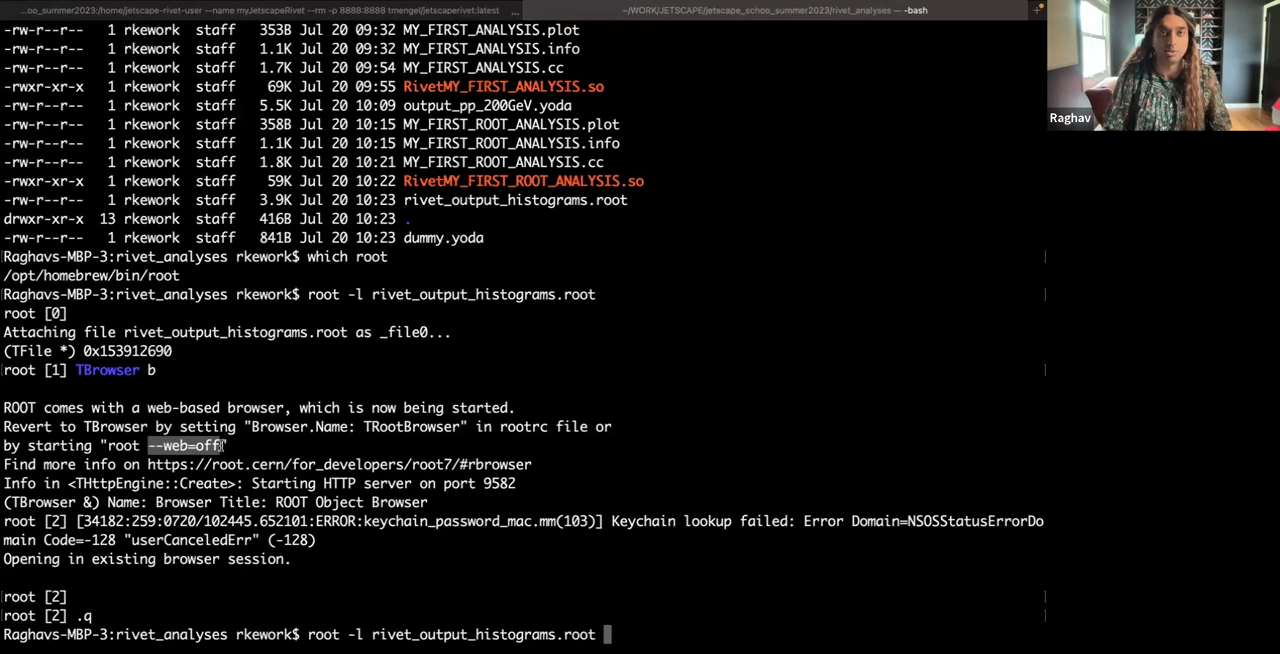 ...oo_summer2023:/home/jetscape-rivet-user --name myJetscapeRivet --rm -p 8888:8888 tmengel/jetscaperivet:latest ... ~/WORK/JETSCAPE/jetscape_schoo_summer2023/rivet_analyses — -bash +
-rw-r--r-- 1 rkework staff 353B Jul 20 09:32 MY_FIRST_ANALYSIS.plot
-rw-r--r-- 1 rkework staff 1.1K Jul 20 09:32 MY_FIRST_ANALYSIS.info
-rw-r--r-- 1 rkework staff 1.7K Jul 20 09:54 MY_FIRST_ANALYSIS.cc
-rwxr-xr-x 1 rkework staff 69K Jul 20 09:55 RivetMY_FIRST_ANALYSIS.so
-rw-r--r-- 1 rkework staff 5.5K Jul 20 10:09 output_pp_200GeV.yoda
Raghav
-rw-r--r-- 1 rkework staff 358B Jul 20 10:15 MY_FIRST_ROOT_ANALYSIS.plot
-rw-r--r-- 1 rkework staff 1.1K Jul 20 10:15 MY_FIRST_ROOT_ANALYSIS.info
-rw-r--r-- 1 rkework staff 1.8K Jul 20 10:21 MY_FIRST_ROOT_ANALYSIS.cc
-rwxr-xr-x 1 rkework staff 59K Jul 20 10:22 RivetMY_FIRST_ROOT_ANALYSIS.so
-rw-r--r-- 1 rkework staff 3.9K Jul 20 10:23 rivet_output_histograms.root
drwxr-xr-x 13 rkework staff 416B Jul 20 10:23 .
-rw-r--r-- 1 rkework staff 841B Jul 20 10:23 dummy.yoda
[Raghavs-MBP-3:rivet_analyses rkework$ which root ]
/opt/homebrew/bin/root
[Raghavs-MBP-3:rivet_analyses rkework$ root -l rivet_output_histograms.root ]
root [0]
Attaching file rivet_output_histograms.root as _file0...
(TFile *) 0x153912690
[root [1] TBrowser b ]
ROOT comes with a web-based browser, which is now being started.
Revert to TBrowser by setting "Browser.Name: TRootBrowser" in rootrc file or
by starting "root --web=off"
Find more info on https://root.cern/for_developers/root7/#rbrowser
Info in <THttpEngine::Create>: Starting HTTP server on port 9582
(TBrowser &) Name: Browser Title: ROOT Object Browser
root [2] [34182:259:0720/102445.652101:ERROR:keychain_password_mac.mm(103)] Keychain lookup failed: Error Domain=NSOSStatusErrorDo
main Code=-128 "userCanceledErr" (-128)
Opening in existing browser session.
[root [2] ]
[root [2] .q ]
Raghavs-MBP-3:rivet_analyses rkework$ root -l rivet_output_histograms.root